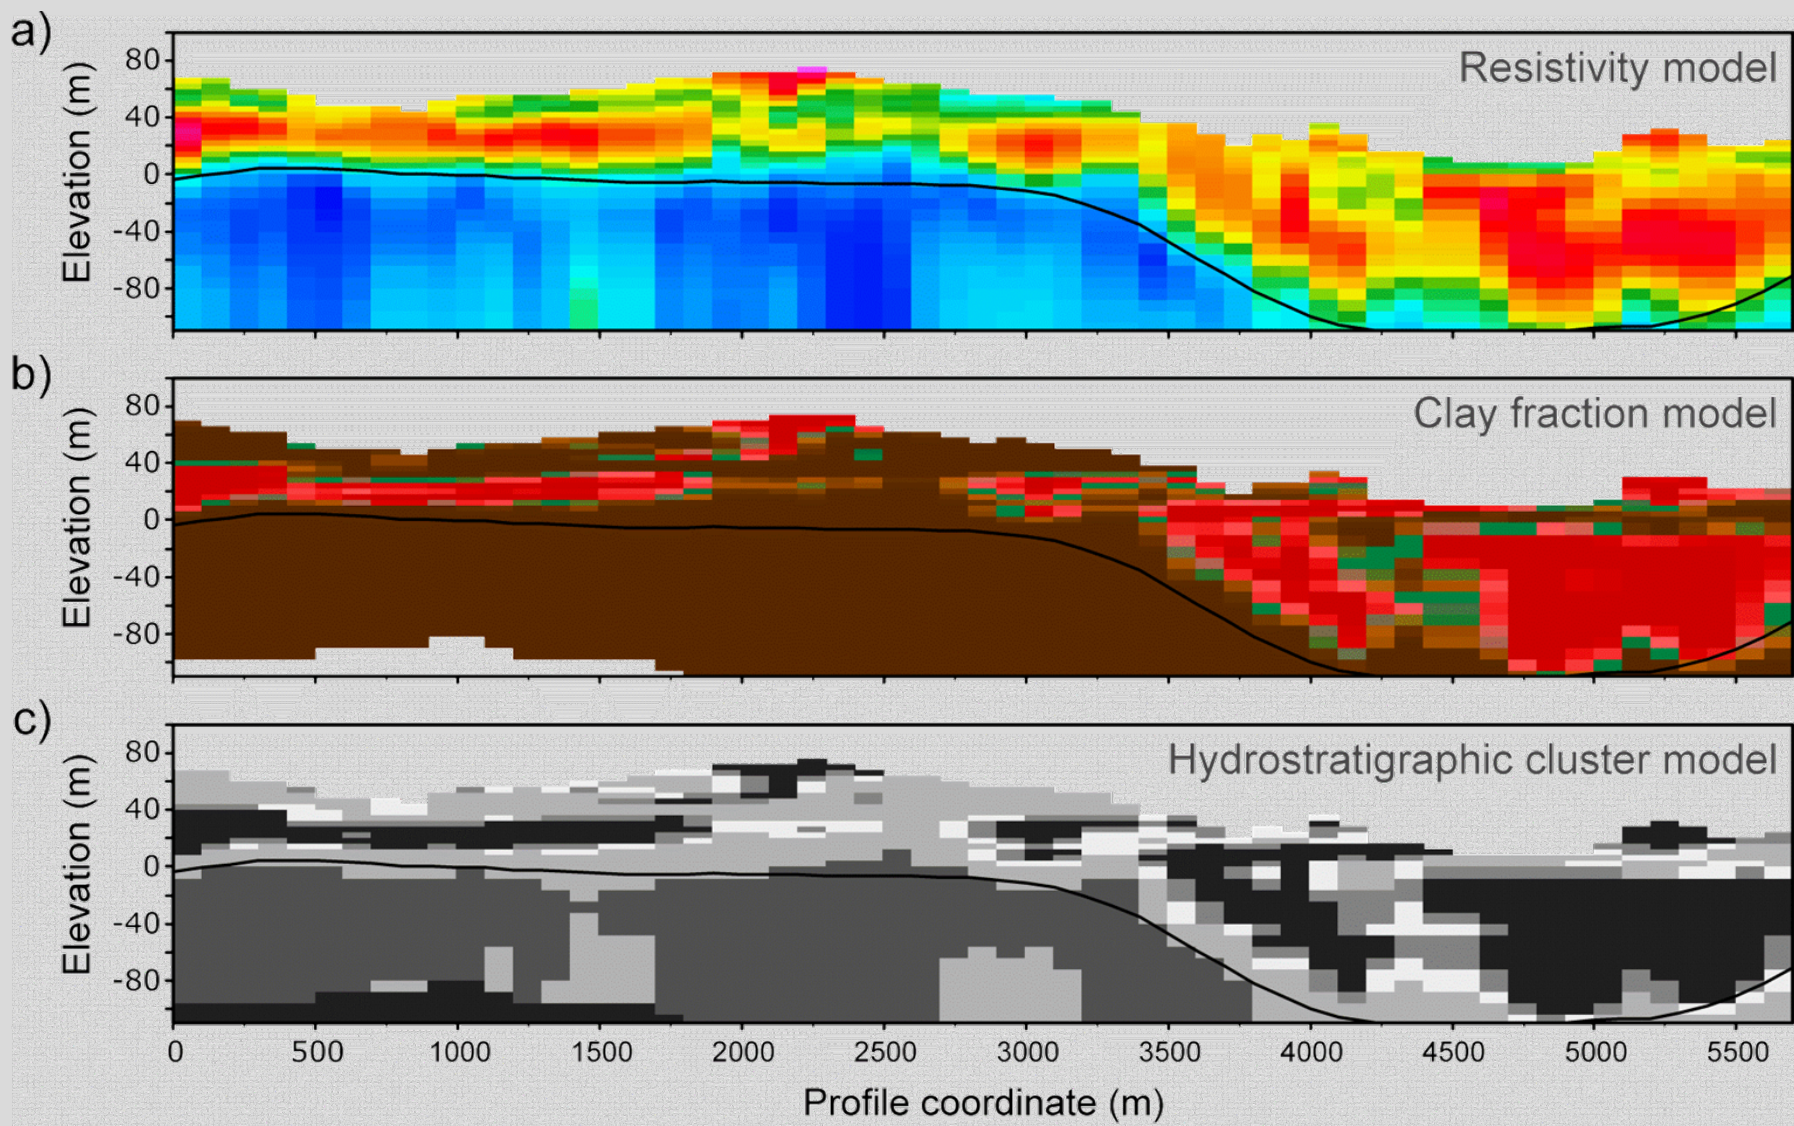 a)
Resistivity model
Elevation (m)
80
40
0
-40
-80
b)
Clay fraction model
Elevation (m)
80
40
0
-40
-80
c)
Hydrostratigraphic cluster model
Elevation (m)
80
40
0
-40
-80
0 500 1000 1500 2000 2500 3000 3500 4000 4500 5000 5500
Profile coordinate (m)